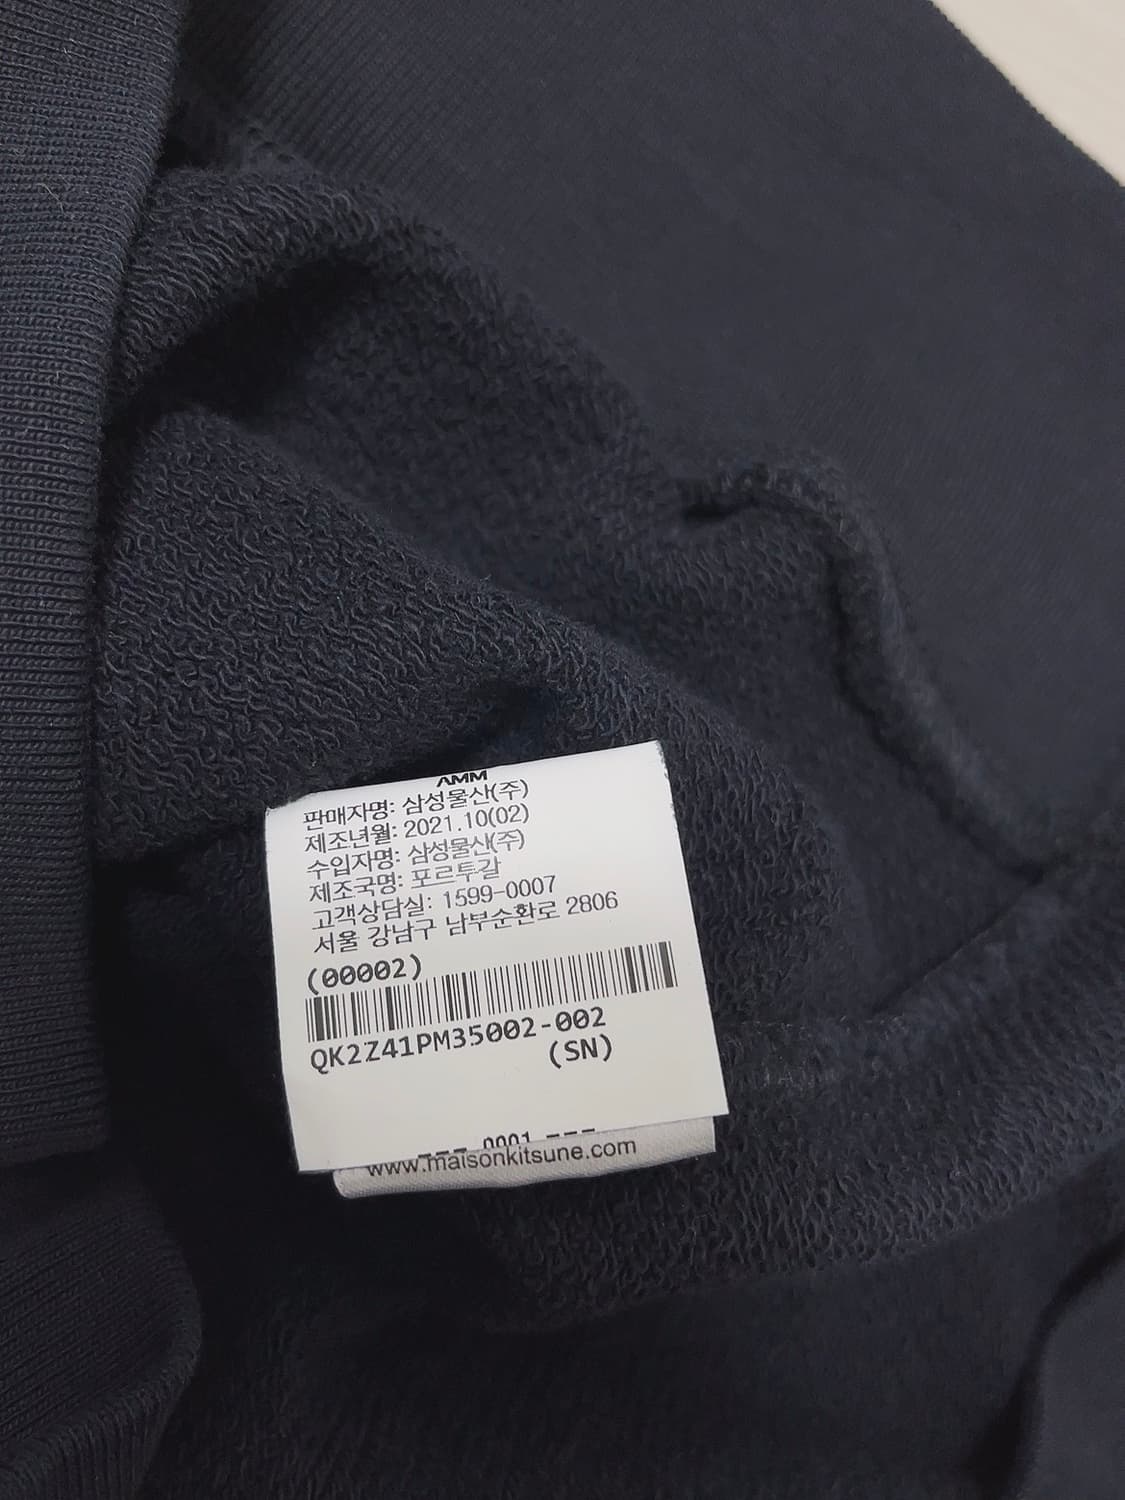 AMM
판매자명: 삼성물산(주)
제조년월: 2021.10(02)
수입자명: 삼성물산(주)
제조국명: 포르투갈
고객상담실: 1599-0007
서울 강남구 남부순환로 2806
(00002)
QK2Z41PM35002-002
(SN)
--- 0001 ---
www.maisonkitsune.com